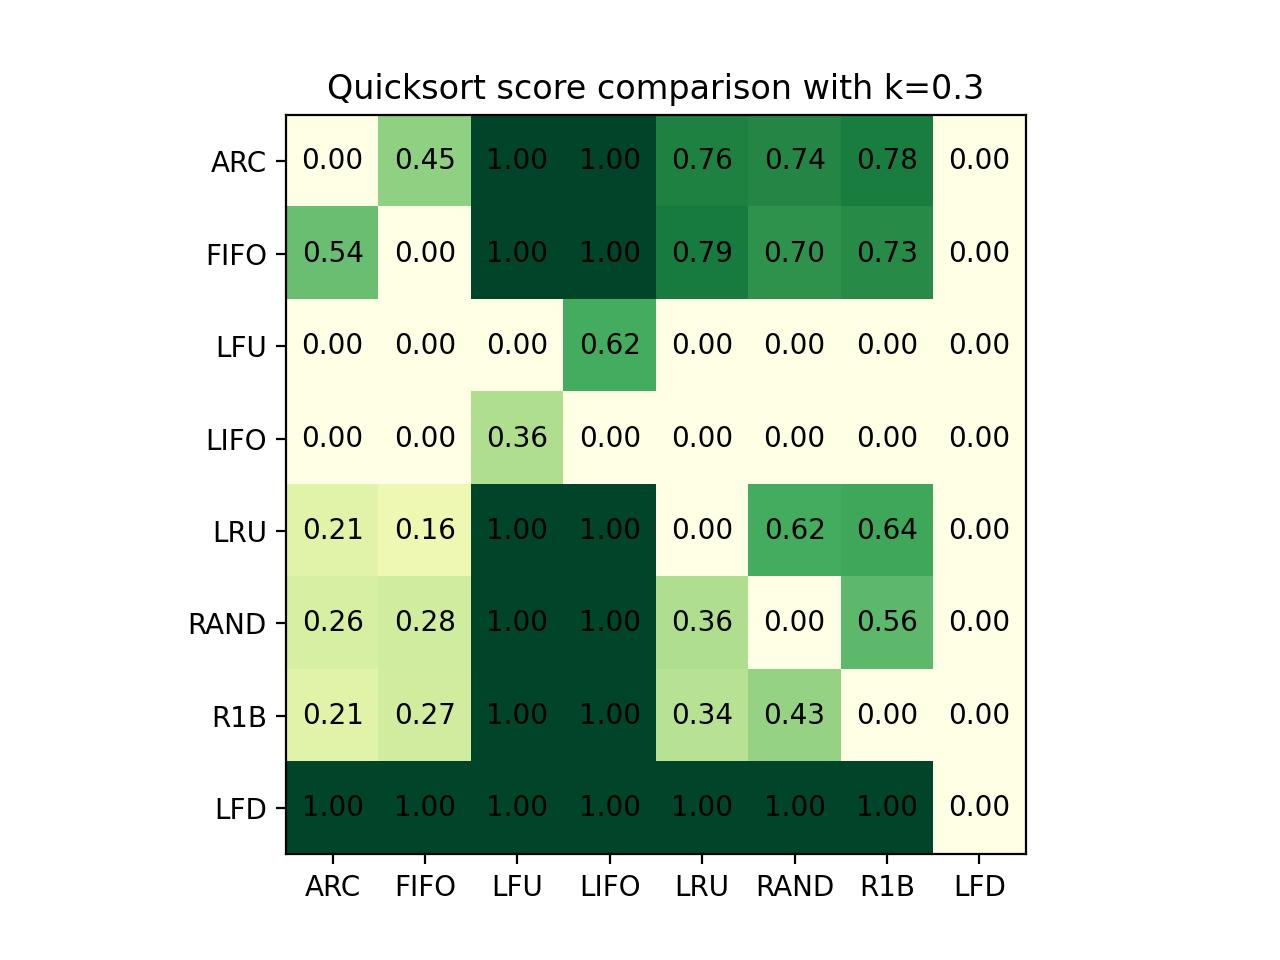 Quicksort score comparison with k=0.3
ARC 0.00 0.45 1.00 1.00 0.76 0.74 0.78 0.00
FIFO 0.54 0.00 1.00 1.00 0.79 0.70 0.73 0.00
LFU 0.00 0.00 0.00 0.62 0.00 0.00 0.00 0.00
LIFO 0.00 0.00 0.36 0.00 0.00 0.00 0.00 0.00
LRU 0.21 0.16 1.00 1.00 0.00 0.62 0.64 0.00
RAND 0.26 0.28 1.00 1.00 0.36 0.00 0.56 0.00
R1B 0.21 0.27 1.00 1.00 0.34 0.43 0.00 0.00
LFD 1.00 1.00 1.00 1.00 1.00 1.00 1.00 0.00
ARC FIFO LFU LIFO LRU RAND R1B LFD